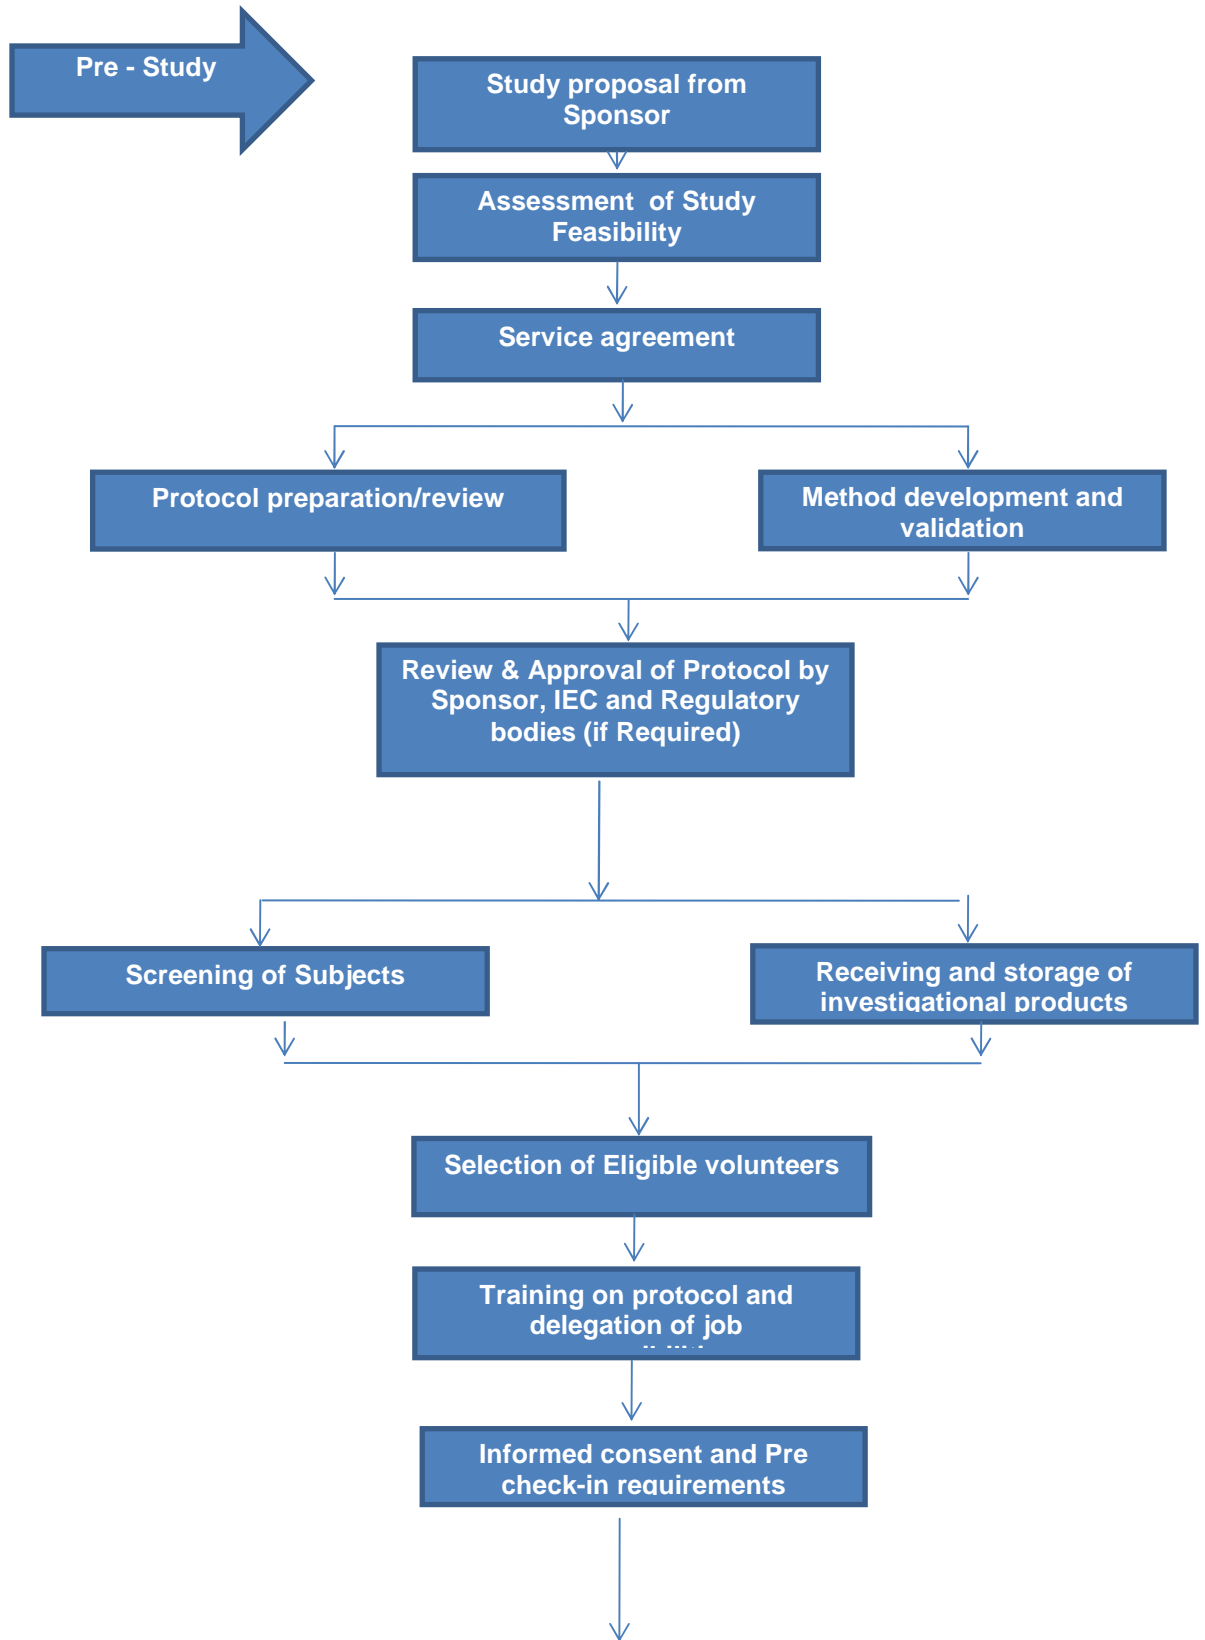 Pre - Study
Study proposal from
Sponsor
Assessment  of Study
Feasibility
Service agreement
Protocol preparation/review
Method development and
validation
Review & Approval of Protocol by
Sponsor, IEC and Regulatory
bodies (if Required)
Screening of Subjects
Receiving and storage of
investigational products
Selection of Eligible volunteers
Training on protocol and
delegation of job
Informed consent and Pre
check-in requirements